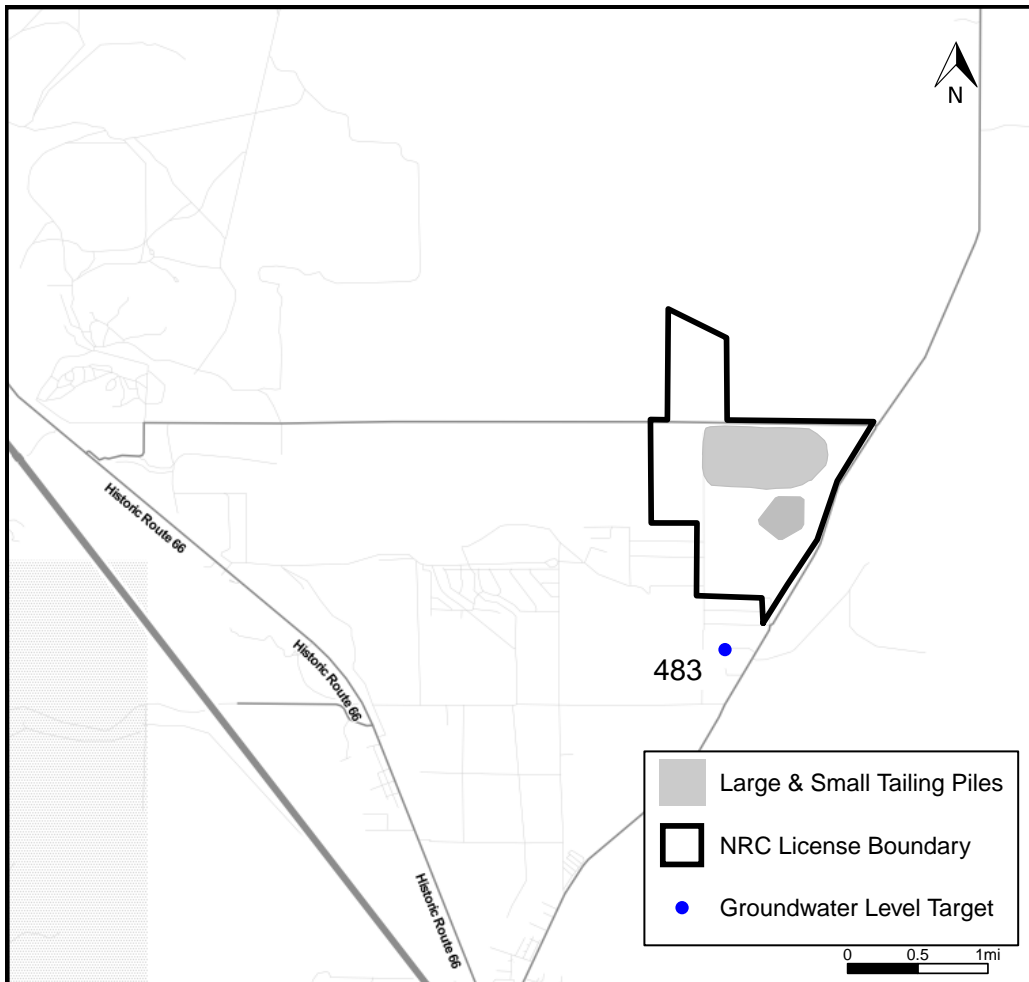 N
Historic Route 66
Historic Route 66
483
Historic Route 66
Large & Small Tailing Piles
NRC License Boundary
Groundwater Level Target
0 0.5 1mi